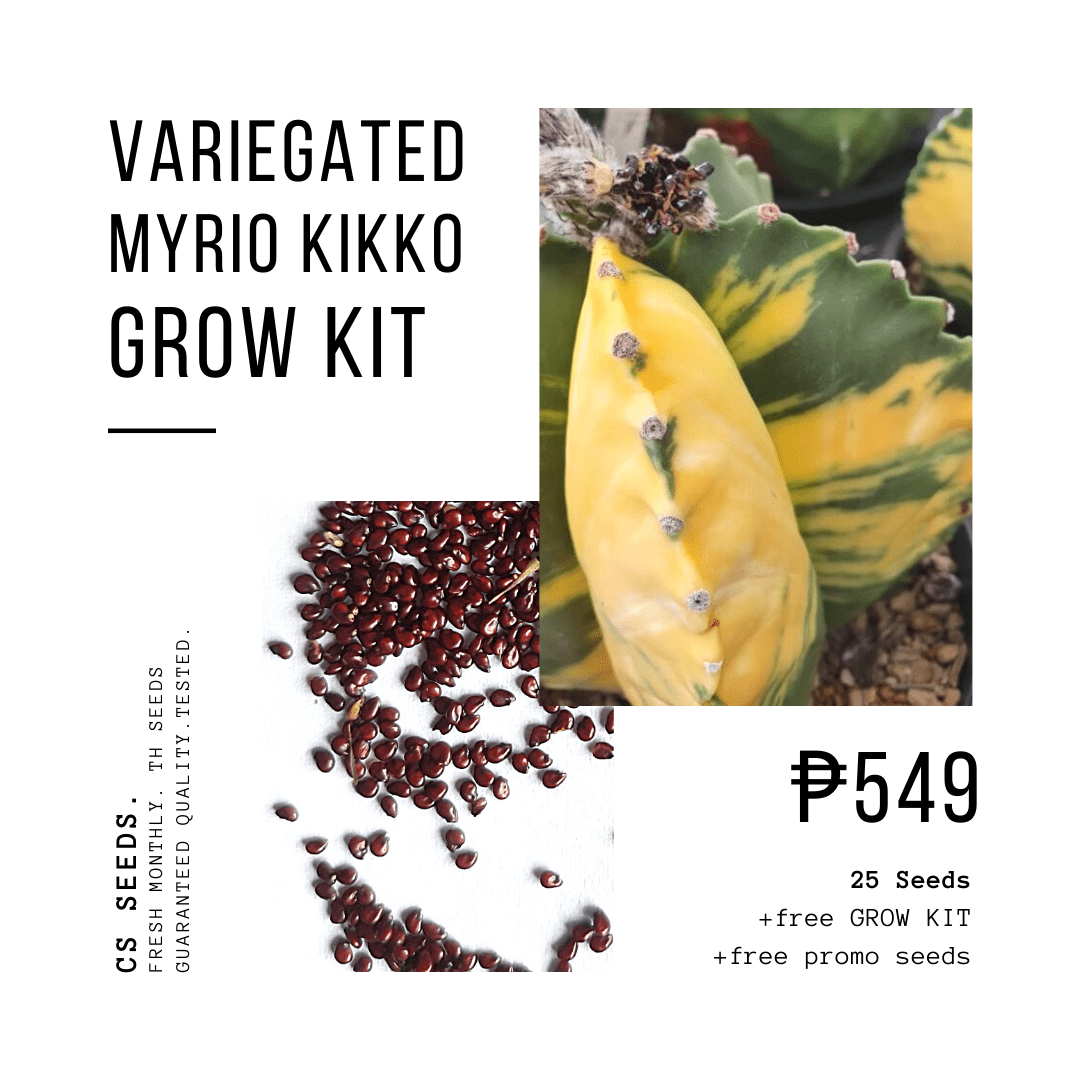 VARIEGATED
MYRIO KIKKO
GROW KIT
CS SEEDS.
FRESH MONTHLY. TH SEEDS
GUARANTEED QUALITY.TESTED.
₱549
25 Seeds
+free GROW KIT
+free promo seeds